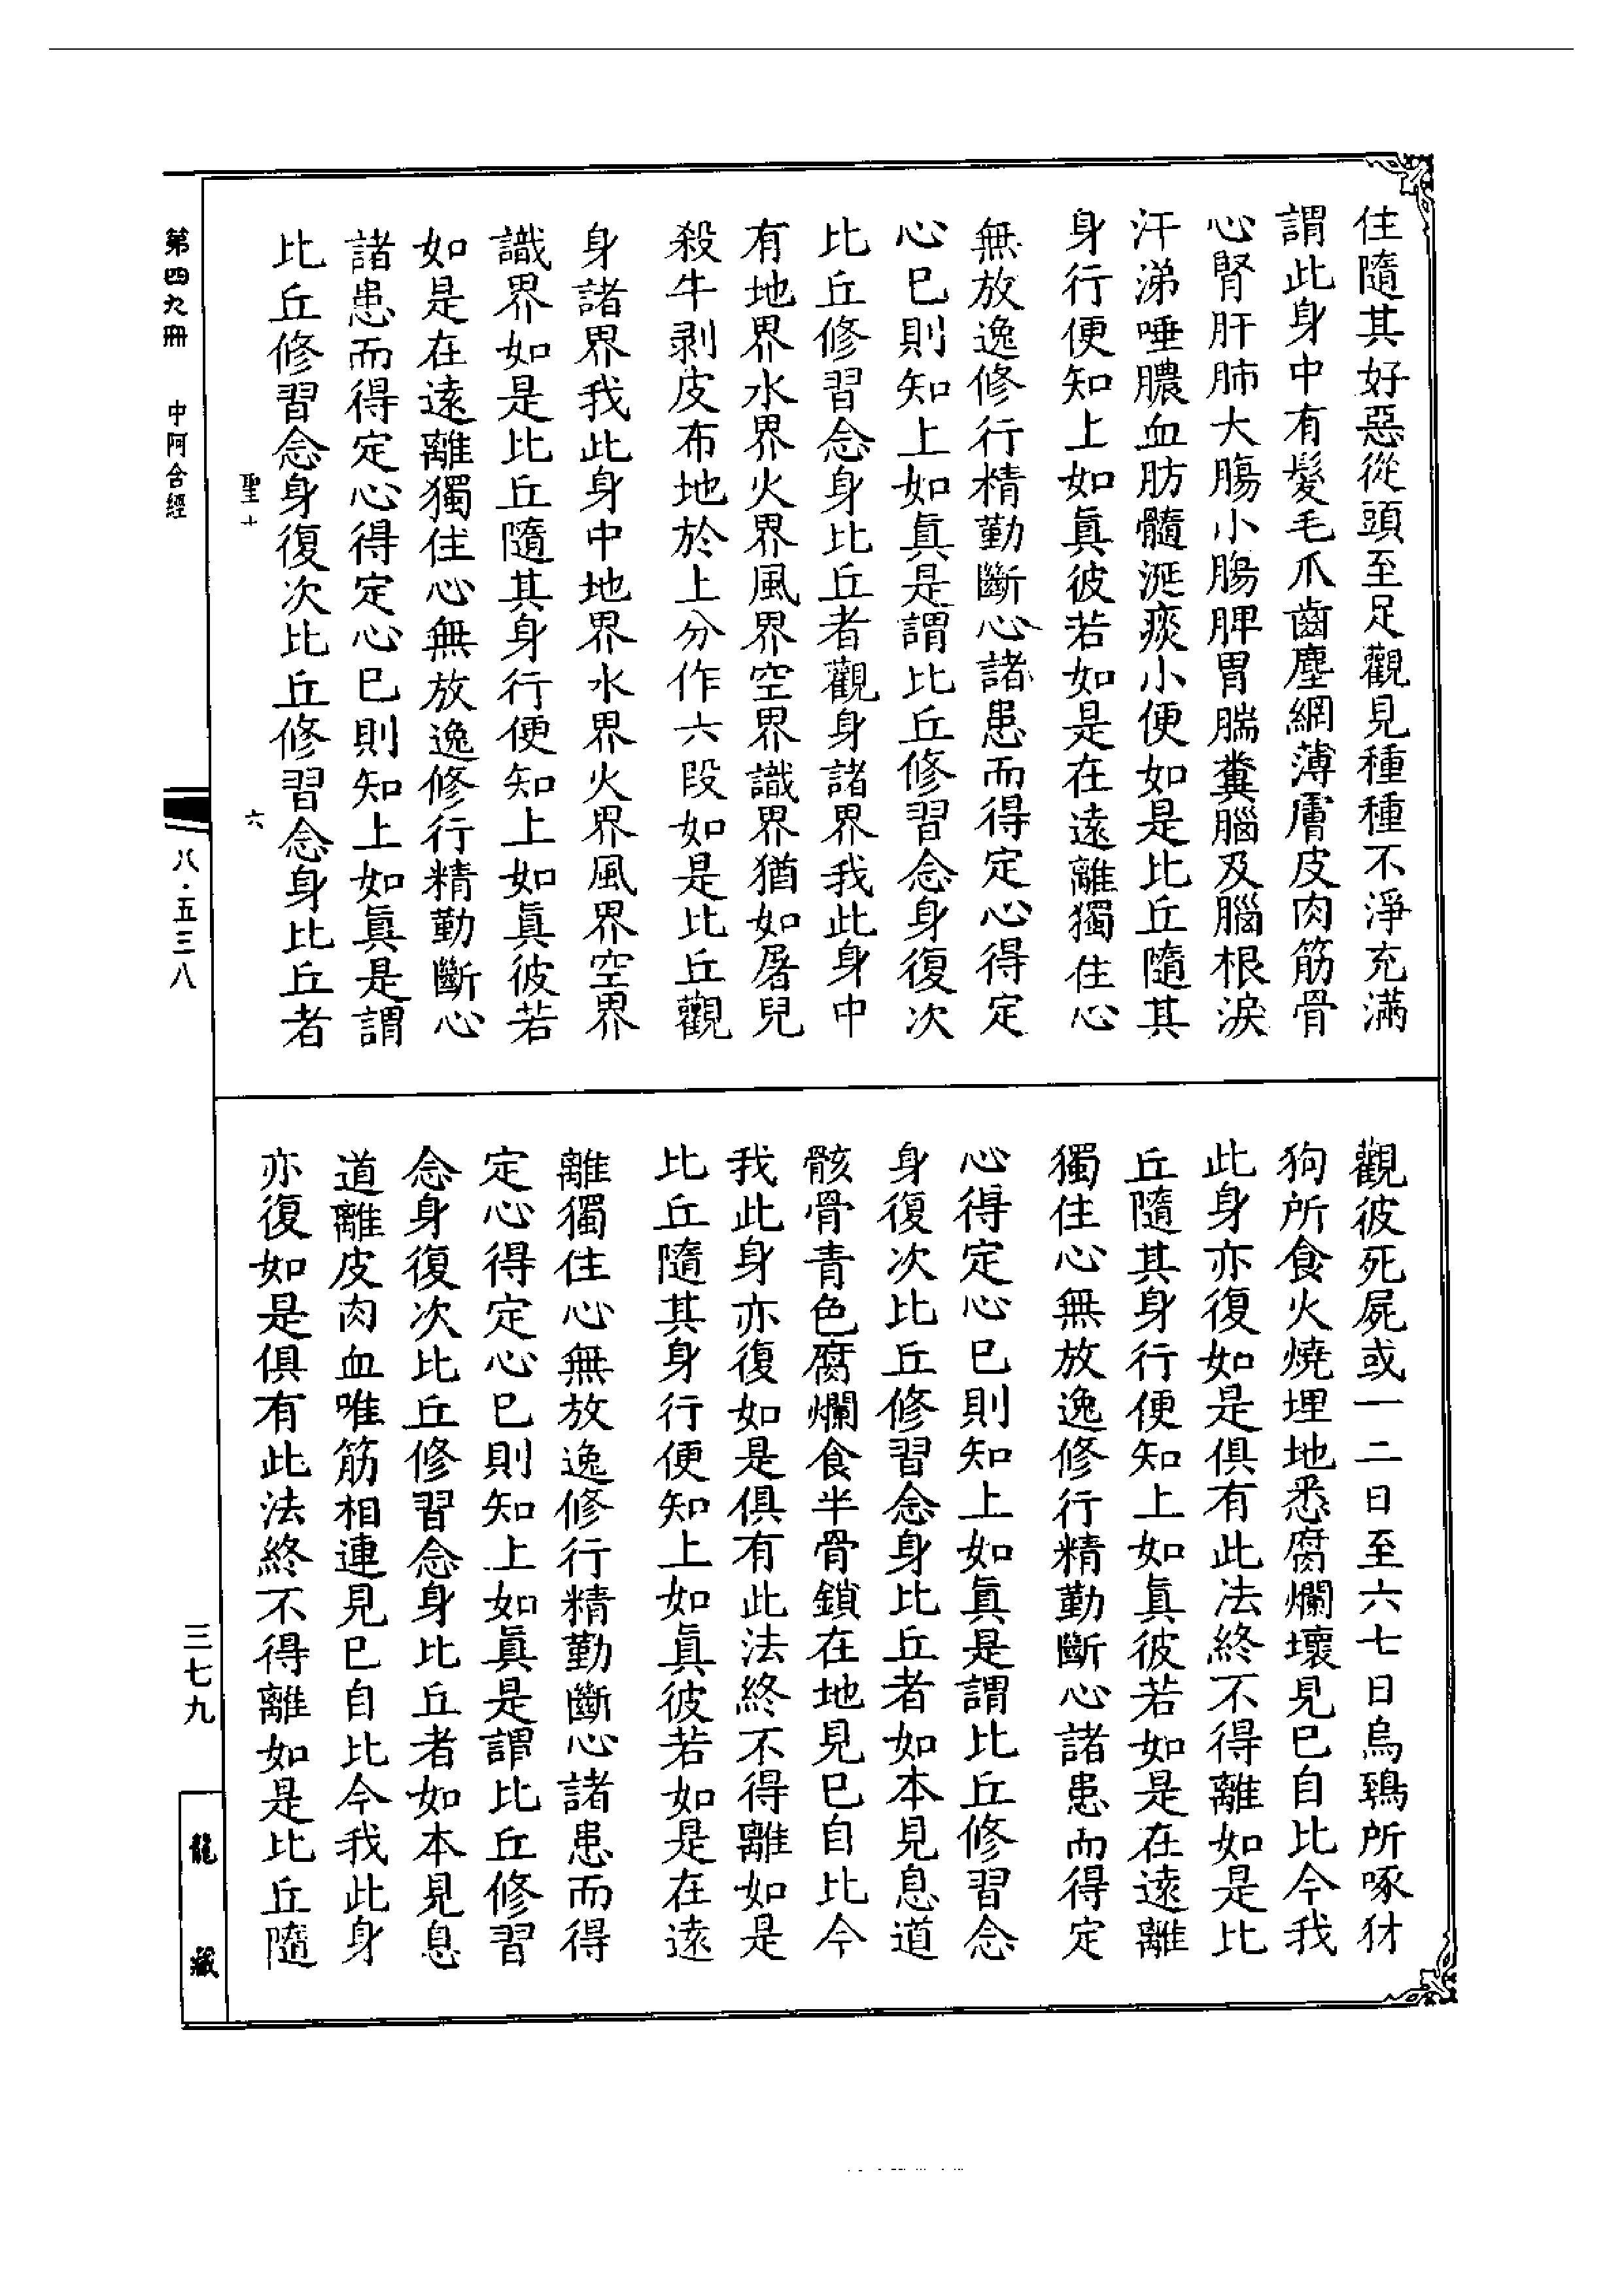 住隨其好惡從頭至足觀見種種不淨充滿
謂此身中有髮毛爪齒塵網薄膚皮肉筋骨
心腎肝肺大腸小腸脾胃腨糞腦及腦根淚
汗涕唾膿血肪髓涎痰小便如是比丘隨其
身行便知上如眞彼若如是在遠離獨住心
無放逸修行精勤斷心諸患而得定心得定
心已則知上如眞是謂比丘修習念身復次
比丘修習念身比丘者觀身諸界我此身中
有地界水界火界風界空界識界猶如屠兒
殺牛剥皮布地於上分作六段如是比丘觀
身諸界我此身中地界水界火界風界空界
識界如是比丘隨其身行便知上如眞彼若
如是在遠離獨住心無放逸修行精勤斷心
諸患而得定心得定心已則知上如眞是謂
比丘修習念身復次比丘修習念身比丘者
聖十 六
觀彼死屍或一二日至六七日烏鵄所啄犲
狗所食火燒埋地悉腐爛壞見已自比今我
此身亦復如是俱有此法終不得離如是比
丘隨其身行便知上如眞彼若如是在遠離
獨住心無放逸修行精勤斷心諸患而得定
心得定心已則知上如眞是謂比丘修習念
身復次比丘修習念身比丘者如本見息道
骸骨青色腐爛食半骨鎖在地見已自比今
我此身亦復如是俱有此法終不得離如是
比丘隨其身行便知上如眞彼若如是在遠
離獨住心無放逸修行精勤斷心諸患而得
定心得定心已則知上如眞是謂比丘修習
念身復次比丘修習念身比丘者如本見息
道離皮肉血唯筋相連見已自比今我此身
亦復如是俱有此法終不得離如是比丘隨
第四九冊 中阿含經 八·五三八
三七九
龍藏